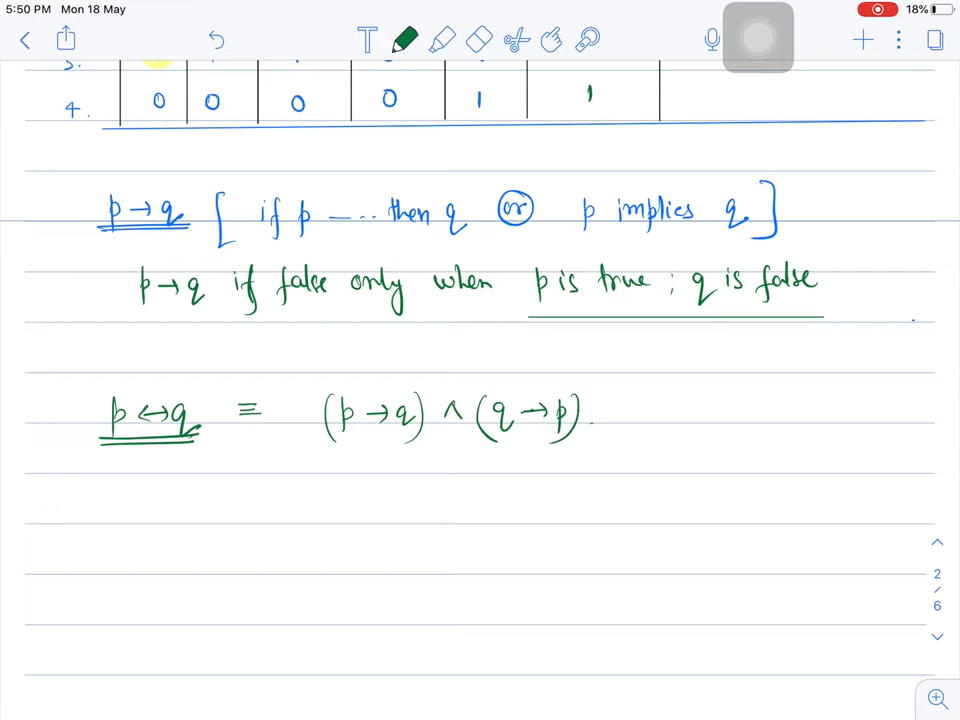 5:50 PM Mon 18 May 18%
T
3.
4. 0 0 0 0 1 1
p → q [ if p ---.. then q or p implies q ]
p → q if false only when p is true ; q is false
p ↔ q ≡ (p → q) ∧ (q → p).
2
/
6